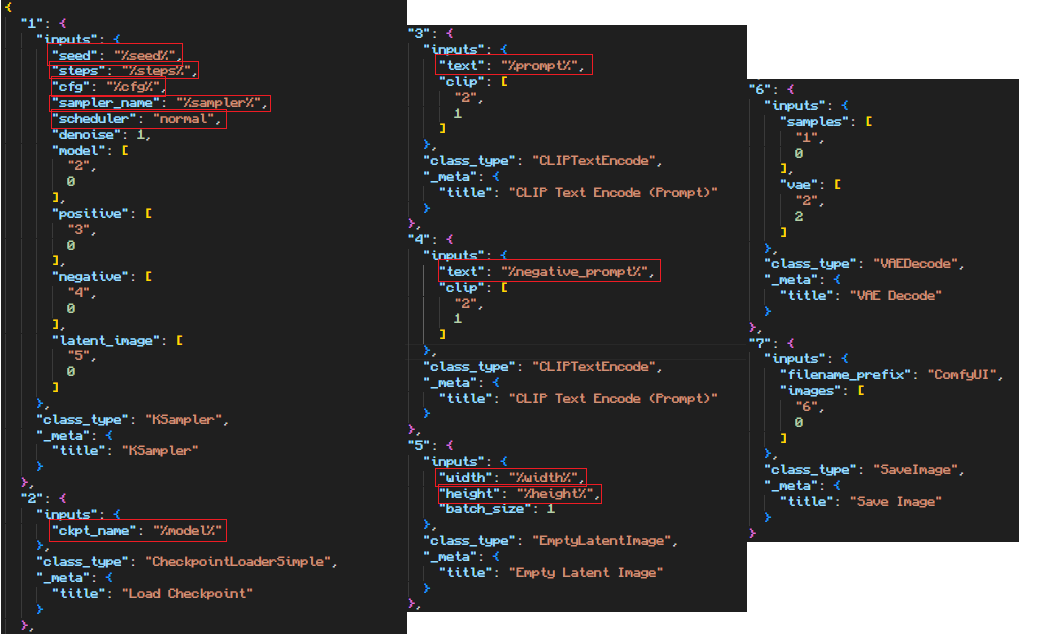 {
"1": {
"inputs": {
"seed": "%seed%",
"steps": "%steps%",
"cfg": "%cfg%",
"sampler_name": "%sampler%",
"scheduler": "normal",
"denoise": 1,
"model": [
"2",
0
],
"positive": [
"3",
0
],
"negative": [
"4",
0
],
"latent_image": [
"5",
0
]
},
"class_type": "KSampler",
"_meta": {
"title": "KSampler"
}
},
"2": {
"inputs": {
"ckpt_name": "%model%"
},
"class_type": "CheckpointLoaderSimple",
"_meta": {
"title": "Load Checkpoint"
}
},
"3": {
"inputs": {
"text": "%prompt%",
"clip": [
"2",
1
]
},
"class_type": "CLIPTextEncode",
"_meta": {
"title": "CLIP Text Encode (Prompt)"
}
},
"4": {
"inputs": {
"text": "%negative_prompt%",
"clip": [
"2",
1
]
},
"class_type": "CLIPTextEncode",
"_meta": {
"title": "CLIP Text Encode (Prompt)"
}
},
"5": {
"inputs": {
"width": "%width%",
"height": "%height%",
"batch_size": 1
},
"class_type": "EmptyLatentImage",
"_meta": {
"title": "Empty Latent Image"
}
},
"6": {
"inputs": {
"samples": [
"1",
0
],
"vae": [
"2",
2
]
},
"class_type": "VAEDecode",
"_meta": {
"title": "VAE Decode"
}
},
"7": {
"inputs": {
"filename_prefix": "ComfyUI",
"images": [
"6",
0
]
},
"class_type": "SaveImage",
"_meta": {
"title": "Save Image"
}
}